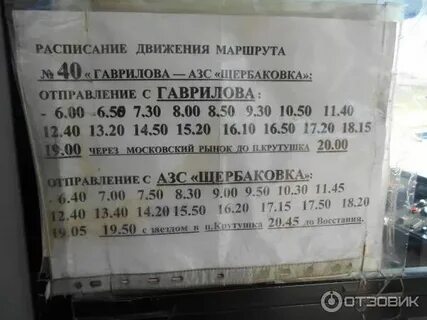 РАСПИСАНИЕ ДВИЖЕНИЯ МАРШРУТА
№ 40 « ГАВРИЛОВА — АЗС «ЩЕРБАКОВКА»:
ОТПРАВЛЕНИЕ С ГАВРИЛОВА :
- 6.00 6.50 7.30 8.00 8.50 9.30 10.50 11.40
12.40 13.20 14.50 15.20 16.10 16.50 17.20 18.15
19.00 ЧЕРЕЗ МОСКОВСКИЙ РЫНОК ДО П.КРУТУШКА 20.00
ОТПРАВЛЕНИЕ С АЗС «ЩЕРБАКОВКА»:
- 6.40 7.00 7.50 8.30 9.00 9.50 10.30 11.45
12.40 13.40 14.20 15.50 16.20 17.15 17.50 18.20
19.05 19.50 с заездом в п.Крутушка 20.45 до Восстания.
ОТЗОВИК